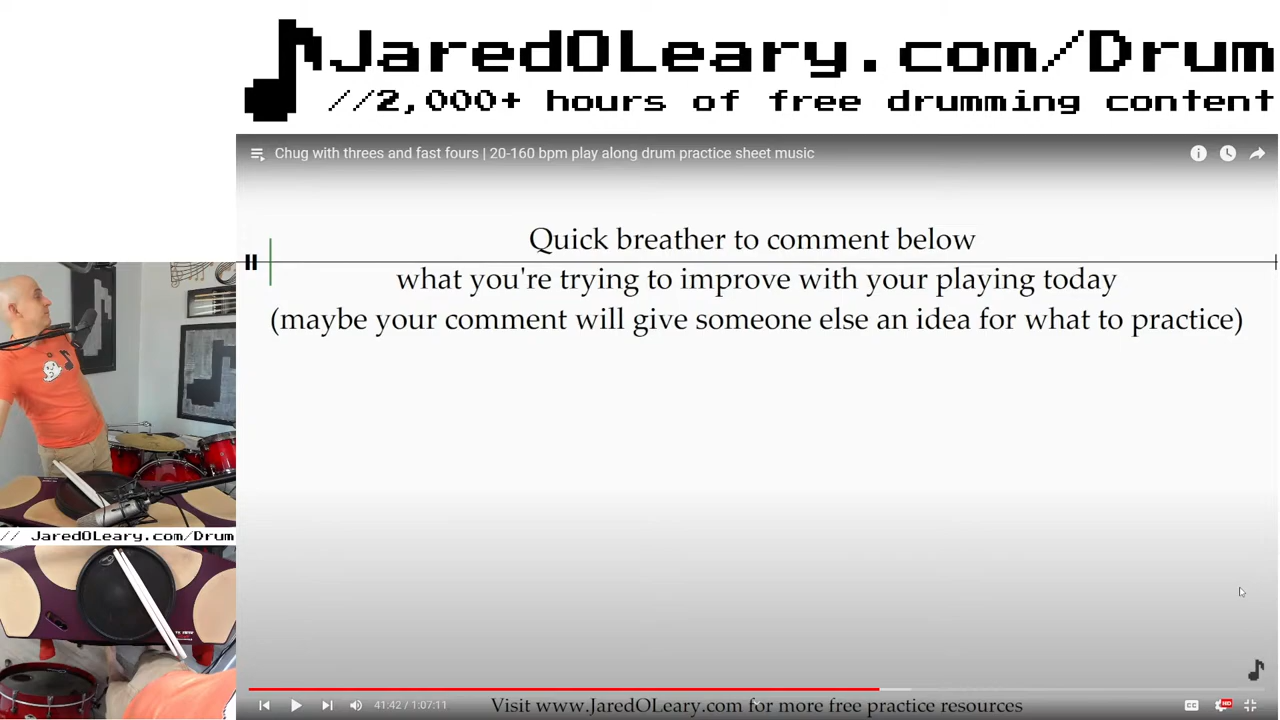 JaredOLeary.com/Drum
//2,000+ hours of free drumming content
Chug with threes and fast fours | 20-160 bpm play along drum practice sheet music
Quick breather to comment below
what you're trying to improve with your playing today
(maybe your comment will give someone else an idea for what to practice)
// JaredOLeary.com/Drum
41:42 / 1:07:11
Visit www.JaredOLeary.com for more free practice resources
CC
HD